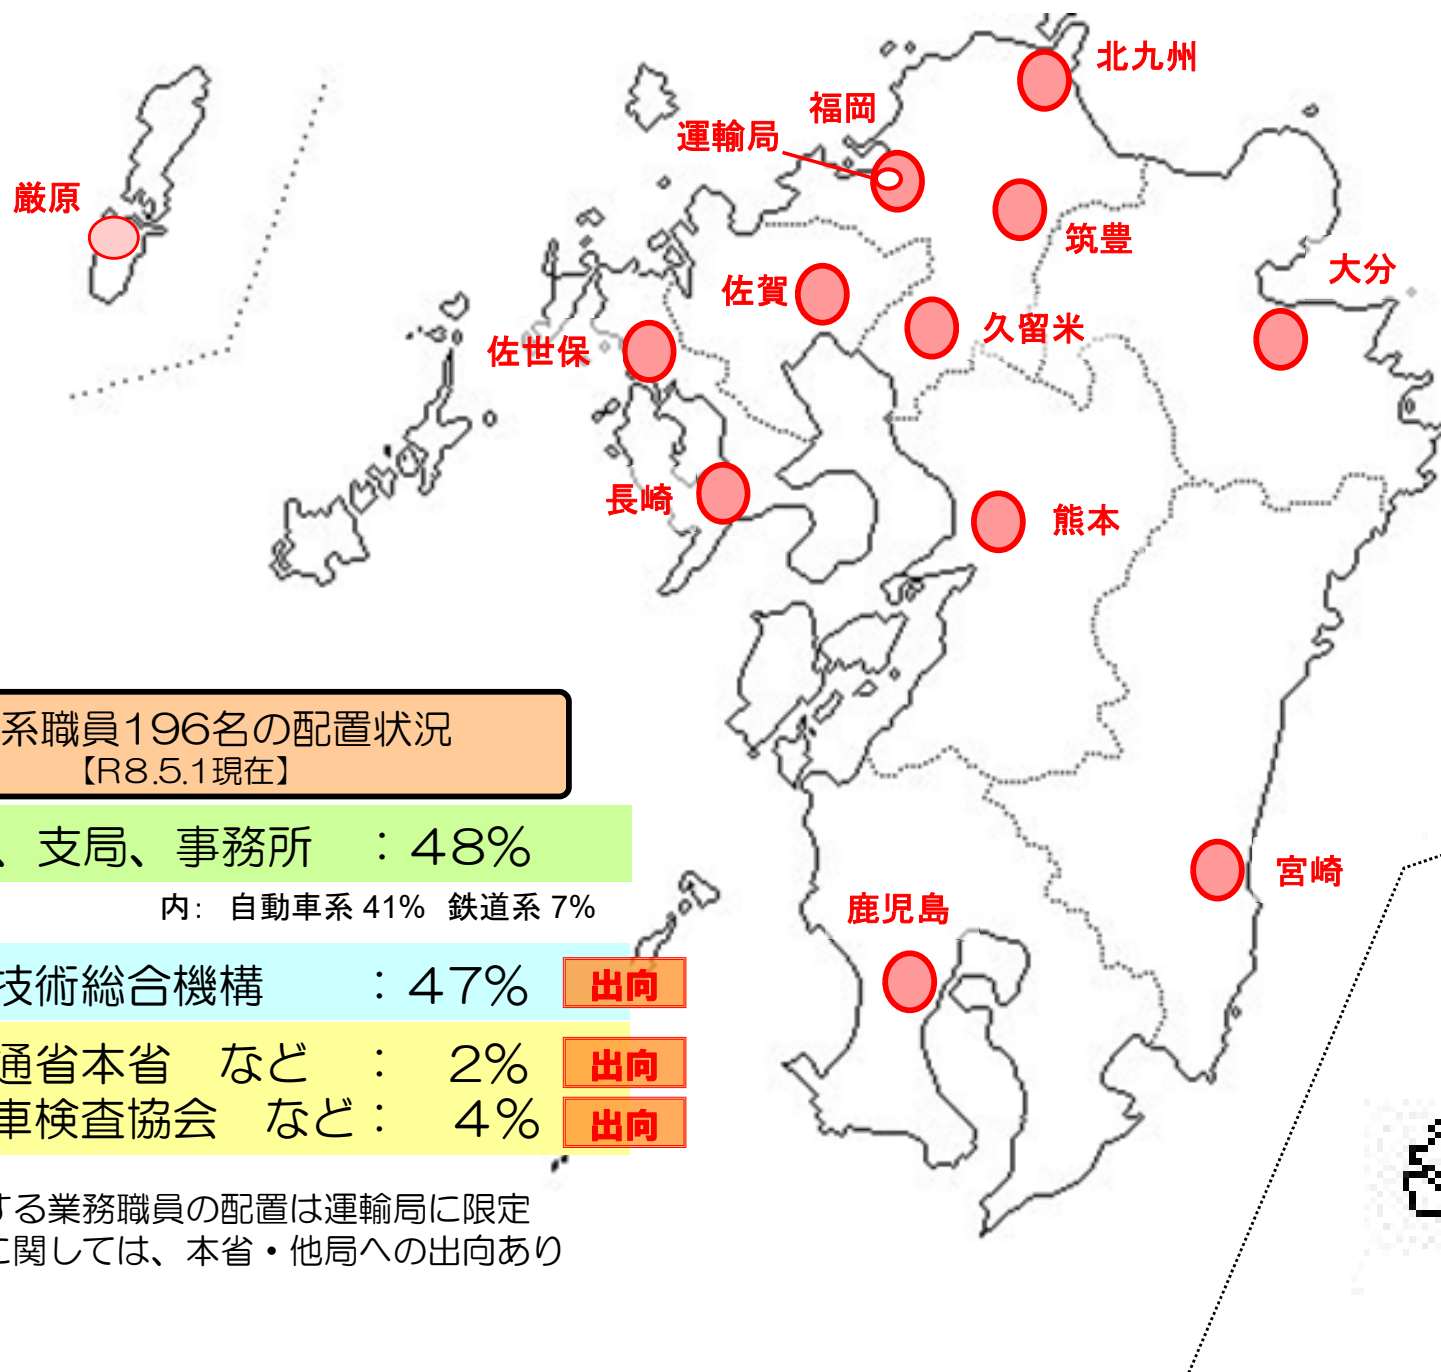 北九州
福岡
運輸局
厳原
筑豊
大分
佐賀
久留米
佐世保
長崎
熊本
系職員196名の配置状況
【R8.5.1現在】
、支局、事務所　：48%
内：　自動車系 41%　鉄道系 7%
宮崎
鹿児島
技術総合機構　　：47%　出向
通省本省　など　：　2%　出向
車検査協会　など：　4%　出向
する業務職員の配置は運輸局に限定
に関しては、本省・他局への出向あり